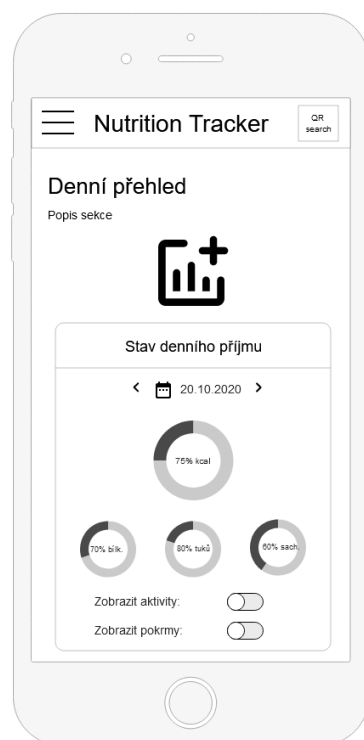 Nutrition Tracker
QR
search
Denní přehled
Popis sekce
Stav denního příjmu
20.10.2020
75% kcal
70% bílk.
80% tuků
60% sach.
Zobrazit aktivity:
Zobrazit pokrmy: